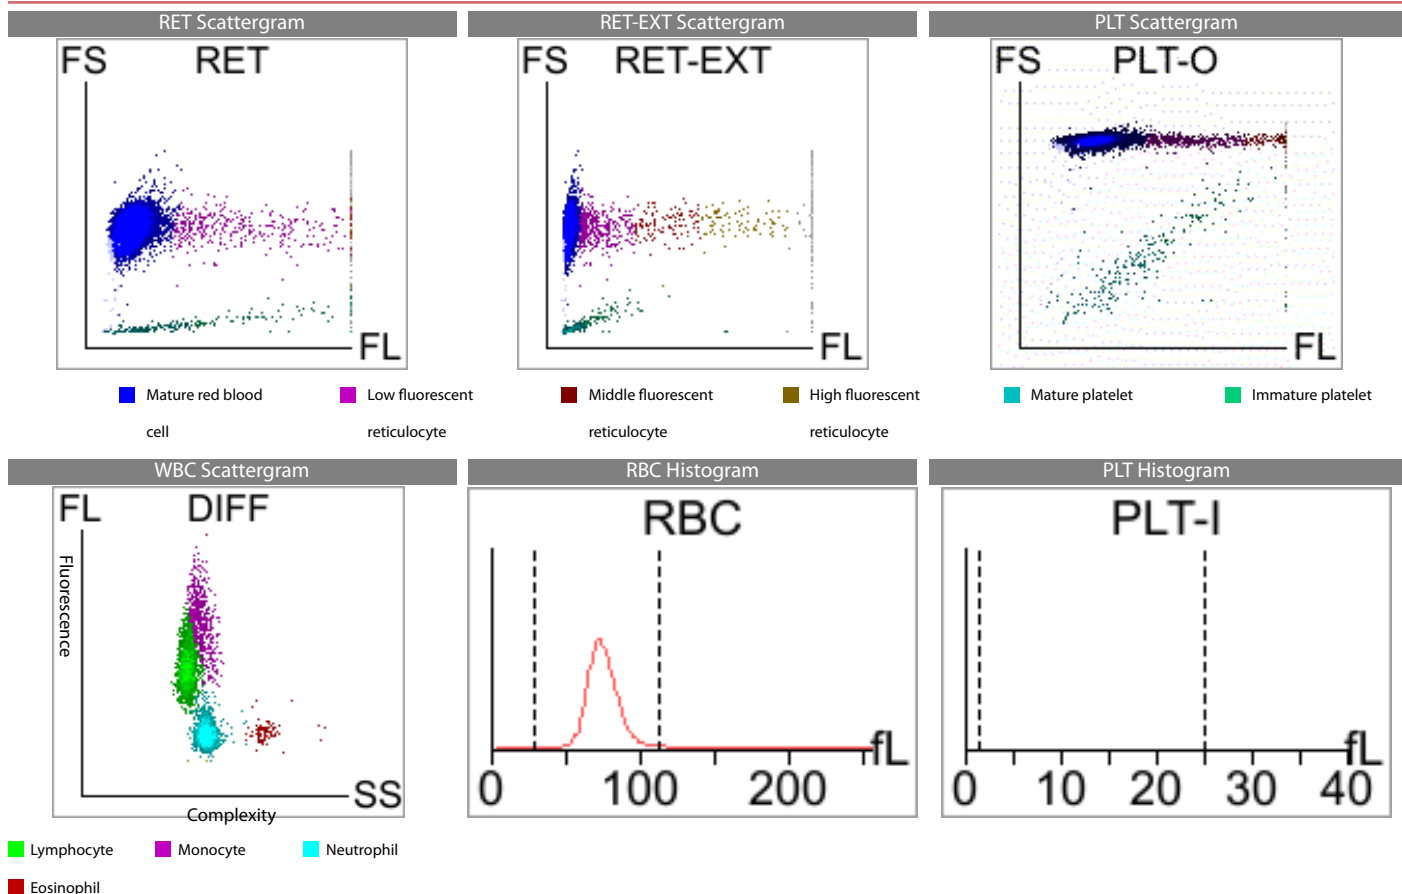 RET Scattergram
RET-EXT Scattergram
PLT Scattergram
FS RET
FL
FS RET-EXT
FL
FS PLT-O
FL
Mature red blood cell
Low fluorescent reticulocyte
Middle fluorescent reticulocyte
High fluorescent reticulocyte
Mature platelet
Immature platelet
WBC Scattergram
RBC Histogram
PLT Histogram
FL DIFF
Fluorescence
SS
Complexity
RBC
fL
0 100 200
PLT-I
fL
0 10 20 30 40
Lymphocyte
Monocyte
Neutrophil
Eosinophil